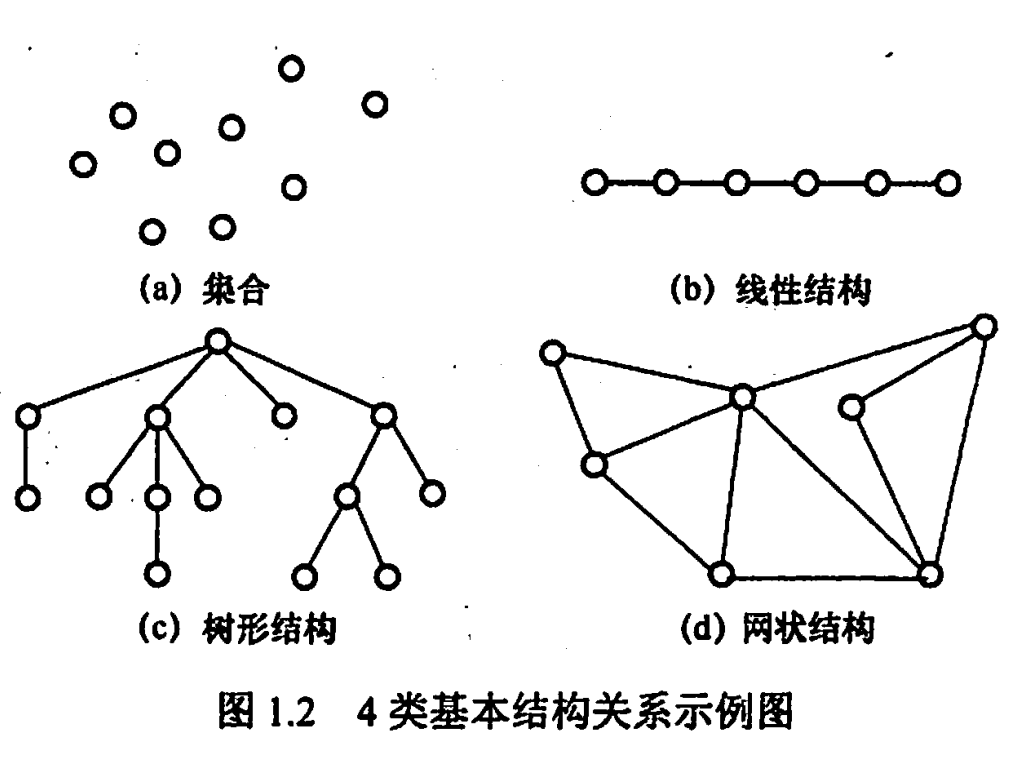 (a) 集合
(b) 线性结构
(c) 树形结构
(d) 网状结构
图 1.2 4 类基本结构关系示例图